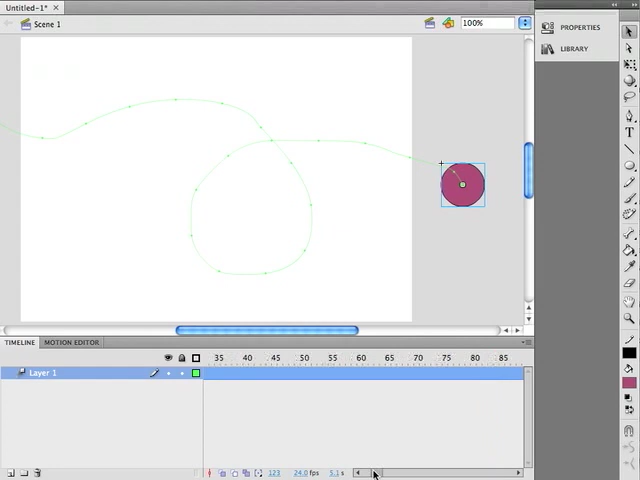 Untitled-1*
Scene 1
100%
PROPERTIES
LIBRARY
T
TIMELINE
MOTION EDITOR
35 40 45 50 55 60 65 70 75 80 85
Layer 1
123 24.0 fps 5.1 s